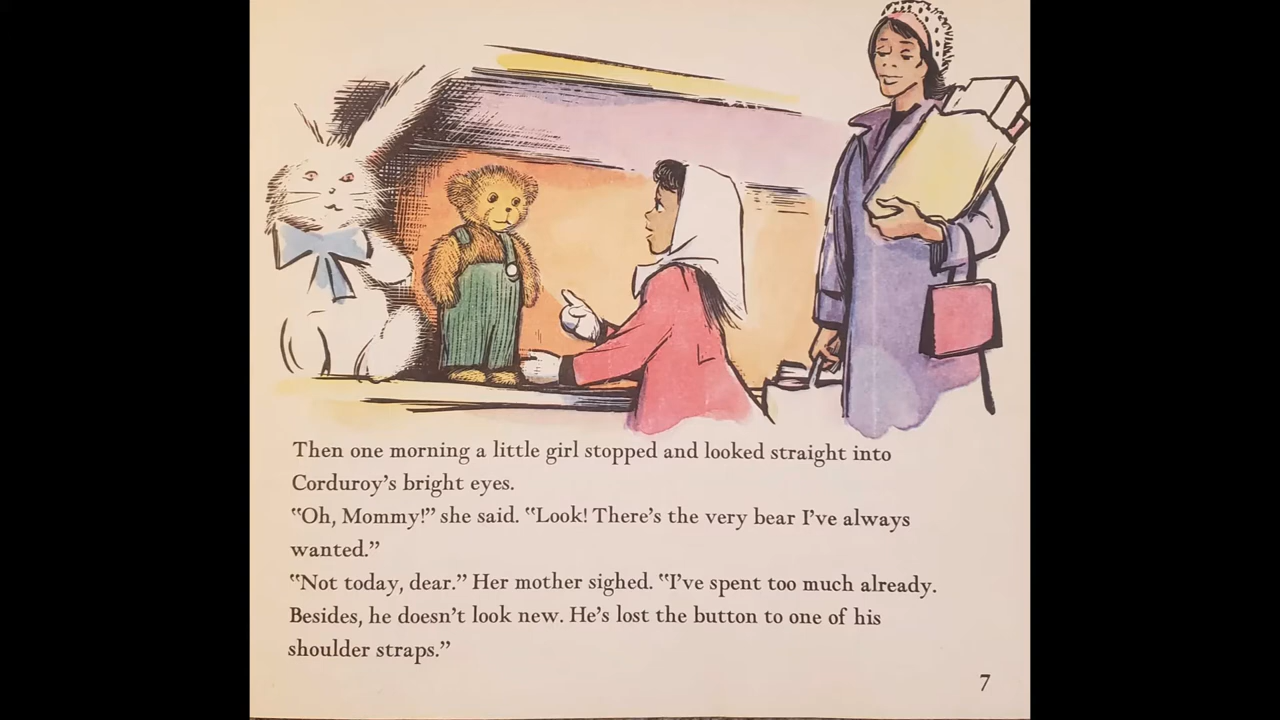 Then one morning a little girl stopped and looked straight into
Corduroy's bright eyes.
"Oh, Mommy!" she said. "Look! There's the very bear I've always
wanted."
"Not today, dear." Her mother sighed. "I've spent too much already.
Besides, he doesn't look new. He's lost the button to one of his
shoulder straps."
7